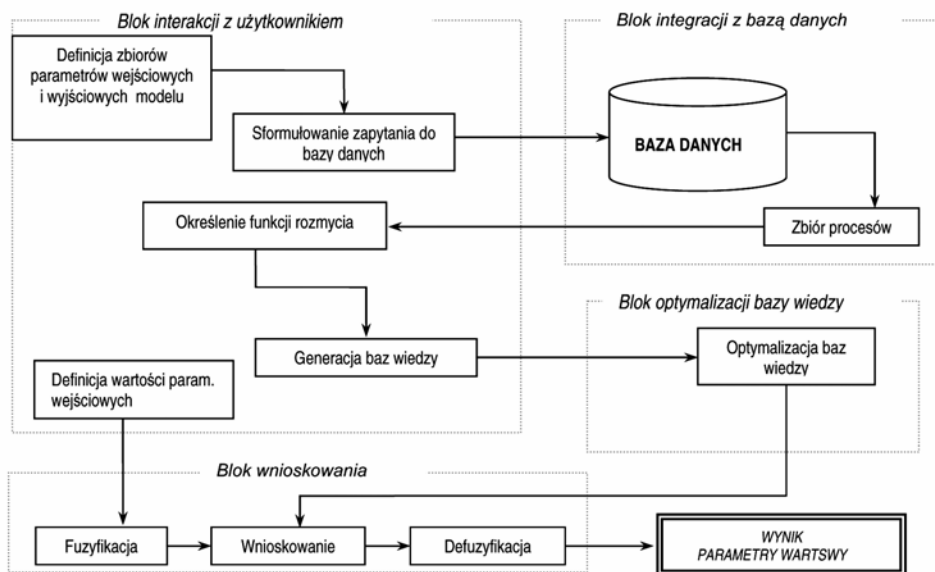 Blok interakcji z użytkownikiem
Blok integracji z bazą danych
Definicja zbiorów
parametrów wejściowych
i wyjściowych modelu
Sformułowanie zapytania do
bazy danych
BAZA DANYCH
Określenie funkcji rozmycia
Zbiór procesów
Blok optymalizacji bazy wiedzy
Generacja baz wiedzy
Optymalizacja baz
wiedzy
Definicja wartości param.
wejściowych
Blok wnioskowania
Fuzyfikacja
Wnioskowanie
Defuzyfikacja
WYNIK
PARAMETRY WARTSWY